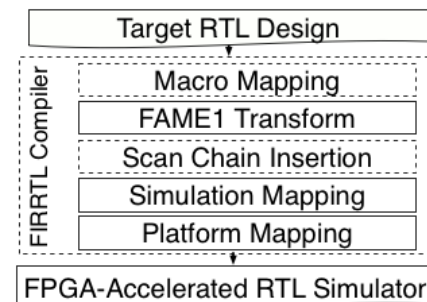 Target RTL Design
FIRRTL Compiler
Macro Mapping
FAME1 Transform
Scan Chain Insertion
Simulation Mapping
Platform Mapping
FPGA-Accelerated RTL Simulator